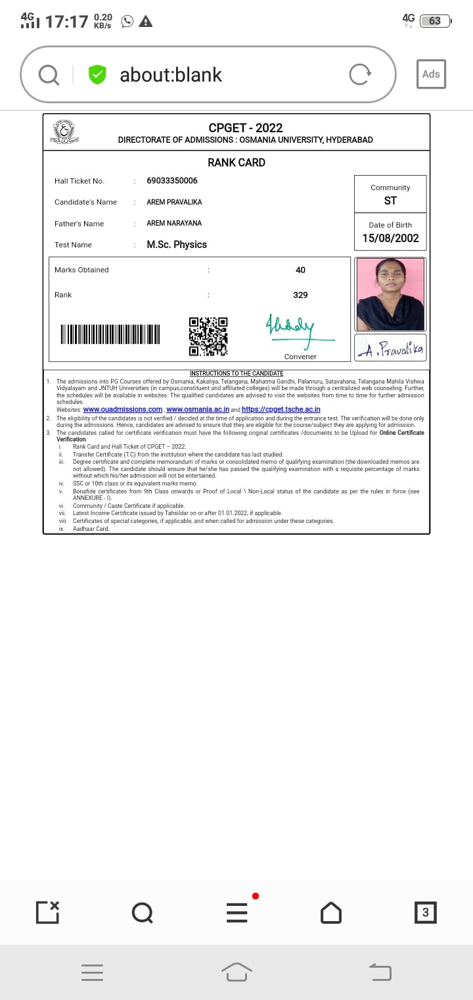 4G 17:17 0.20 KB/s 4G 63
about:blank Ads
CPGET - 2022
DIRECTORATE OF ADMISSIONS : OSMANIA UNIVERSITY, HYDERABAD
RANK CARD
Hall Ticket No. : 69033350006
Community
ST
Candidate's Name : AREM PRAVALIKA
Father's Name : AREM NARAYANA
Date of Birth
15/08/2002
Test Name : M.Sc. Physics
Marks Obtained : 40
Rank : 329
Convener
A.Pravalika
INSTRUCTIONS TO THE CANDIDATE
1. The admissions into PG Courses offered by Osmania, Kakatiya, Telangana, Mahatma Gandhi, Palamuru, Satavahana, Telangana Mahila Vishwa
Vidyalayam and JNTUH Universities (in campus,constituent and affiliated colleges) will be made through a centralized web counseling. Further,
the schedules will be available in websites. The qualified candidates are advised to visit the websites from time to time for further admission
schedules.
Websites: www.ouadmissions.com , www.osmania.ac.in and https://cpget.tsche.ac.in
2. The eligibility of the candidates is not verified / decided at the time of application and during the entrance test. The verification will be done only
during the admissions. Hence, candidates are advised to ensure that they are eligible for the course/subject they are applying for admission.
3. The candidates called for certificate verification must have the following original certificates /documents to be Upload for Online Certificate
Verification.
i. Rank Card and Hall Ticket of CPGET – 2022.
ii. Transfer Certificate (T.C) from the institution where the candidate has last studied.
iii. Degree certificate and complete memorandum of marks or consolidated memo of qualifying examination (the downloaded memos are
not allowed). The candidate should ensure that he/she has passed the qualifying examination with a requisite percentage of marks
without which his/her admission will not be entertained.
iv. SSC or 10th class or its equivalent marks memo.
v. Bonafide certificates from 9th Class onwards or Proof of Local \ Non-Local status of the candidate as per the rules in force (see
ANNEXURE - I).
vi. Community / Caste Certificate if applicable.
vii. Latest Income Certificate issued by Tahsildar on or after 01.01.2022, if applicable.
viii. Certificates of special categories, if applicable, and when called for admission under these categories.
ix. Aadhaar Card.
3